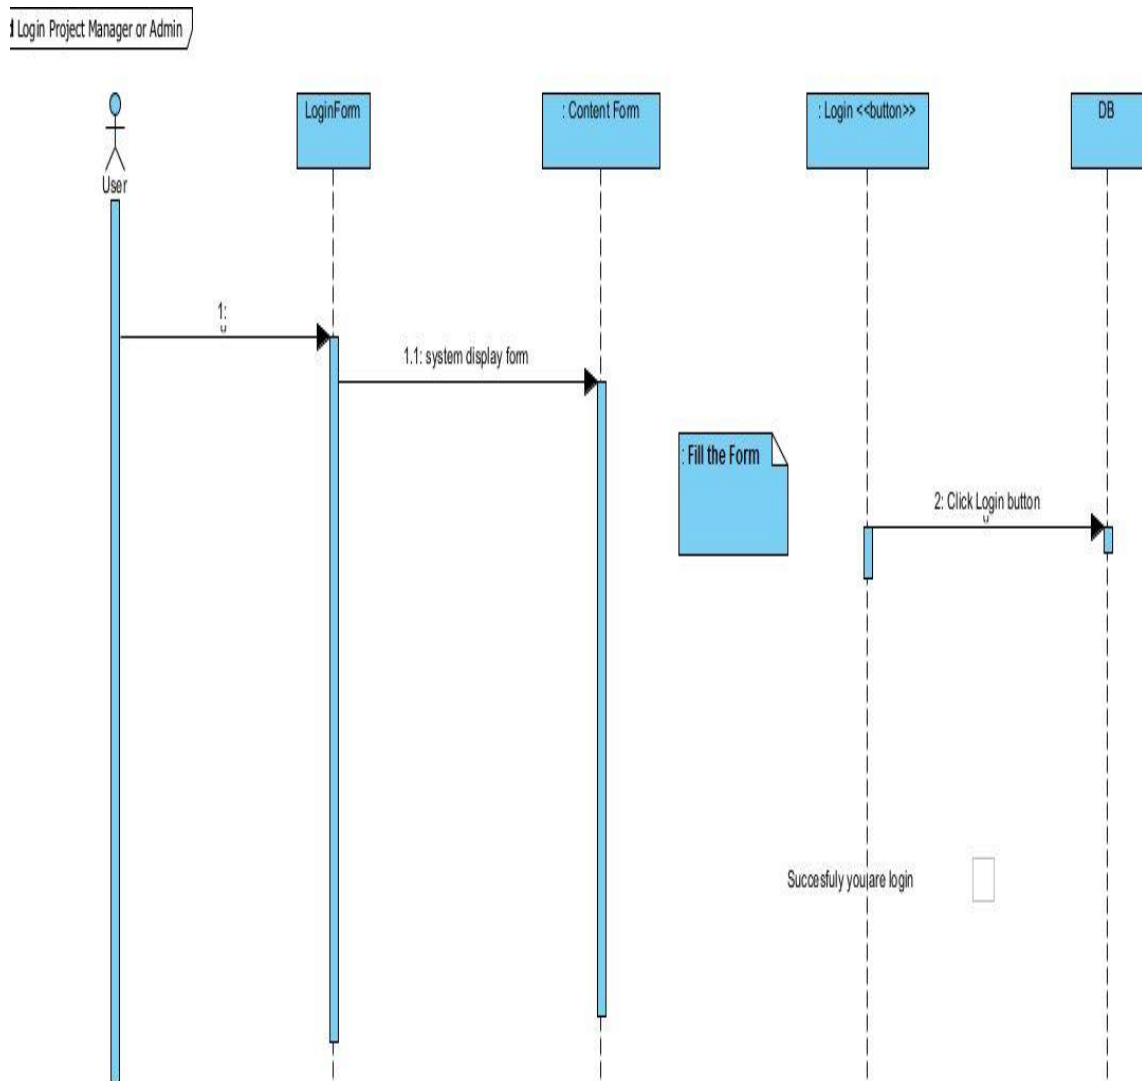 Login Project Manager or Admin
LoginForm
: Content Form
: Login <<button>>
DB
User
1:
1.1: system display form
: Fill the Form
2: Click Login button
Succesfuly you are login